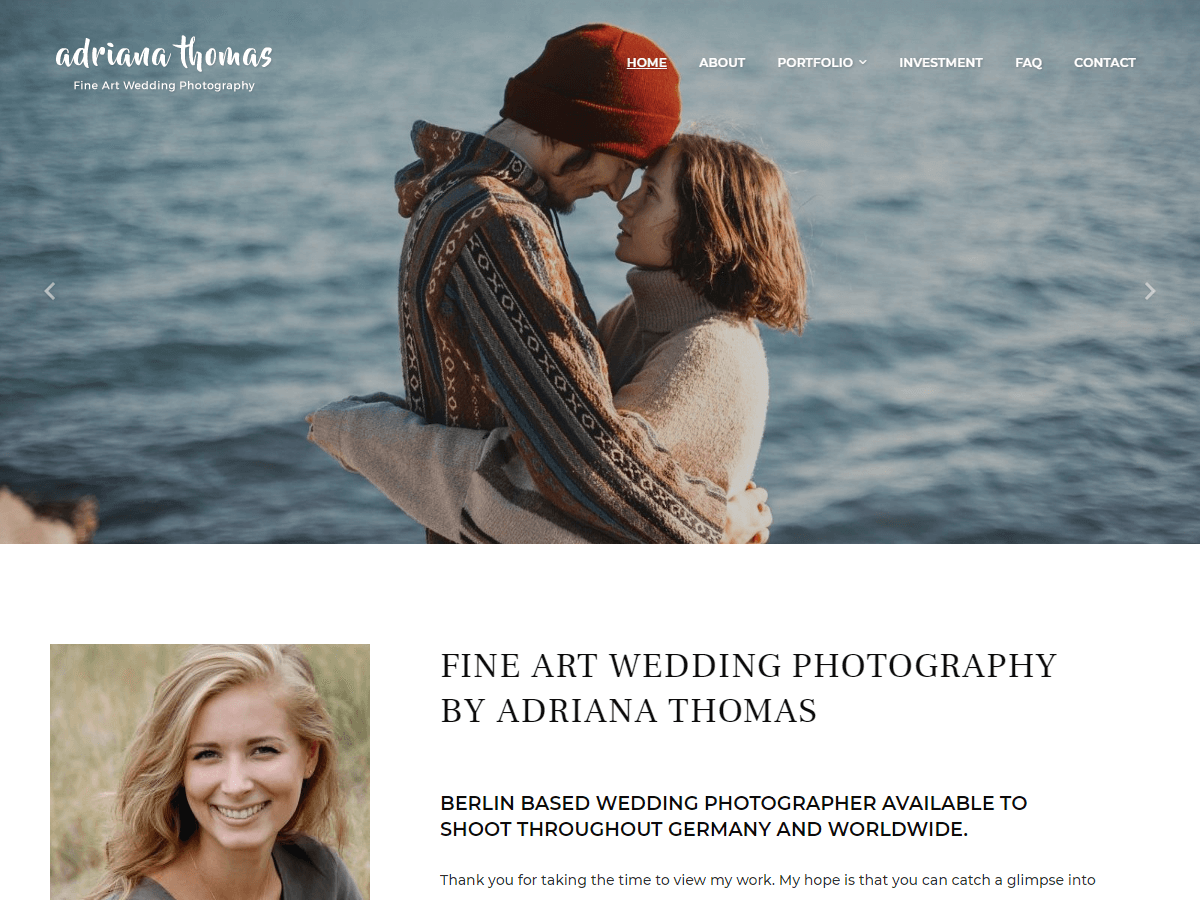 adriana thomas
Fine Art Wedding Photography
HOME ABOUT PORTFOLIO INVESTMENT FAQ CONTACT
FINE ART WEDDING PHOTOGRAPHY
BY ADRIANA THOMAS
BERLIN BASED WEDDING PHOTOGRAPHER AVAILABLE TO
SHOOT THROUGHOUT GERMANY AND WORLDWIDE.
Thank you for taking the time to view my work. My hope is that you can catch a glimpse into